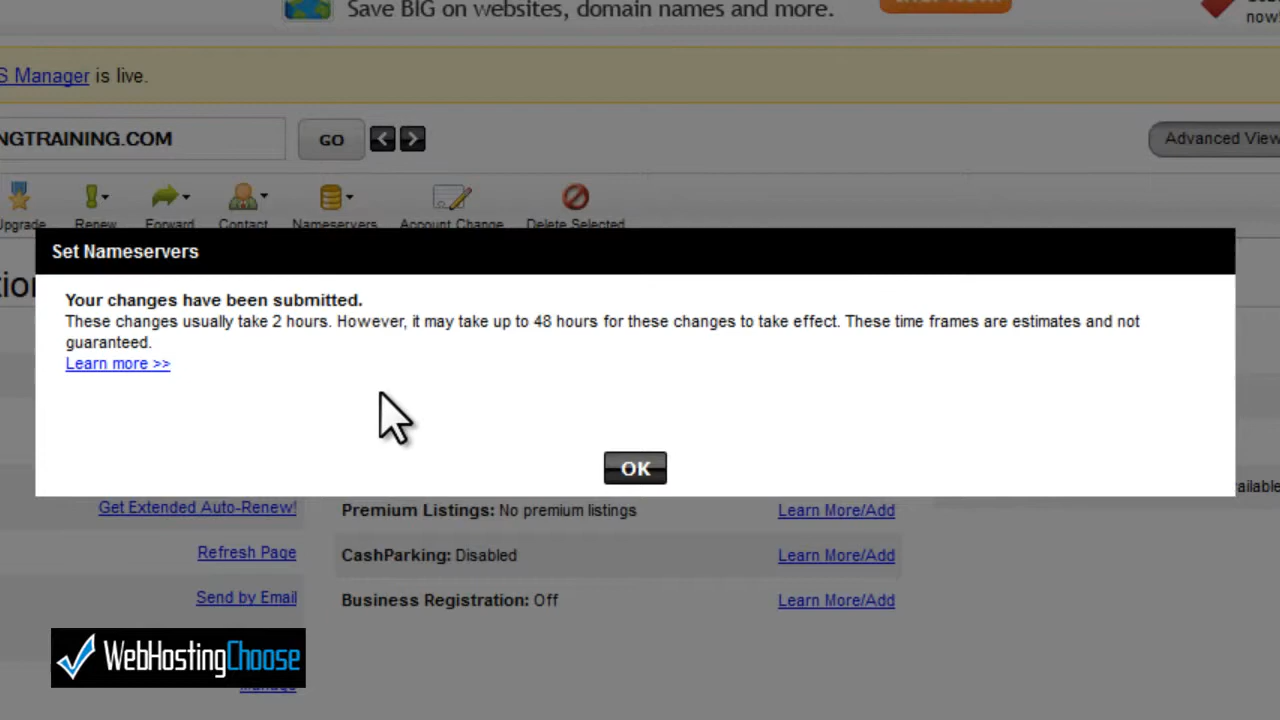 Save BIG on websites, domain names and more.
now
S Manager is live.
NGTRAINING.COM
GO
Advanced View
Upgrade
Renew
Forward
Contact
Nameservers
Account Change
Delete Selected
Set Nameservers
Your changes have been submitted.
These changes usually take 2 hours. However, it may take up to 48 hours for these changes to take effect. These time frames are estimates and not
guaranteed.
Learn more >>
OK
Get Extended Auto-Renew!
Premium Listings: No premium listings
Learn More/Add
Refresh Page
CashParking: Disabled
Learn More/Add
Send by Email
Business Registration: Off
Learn More/Add
WebHostingChoose